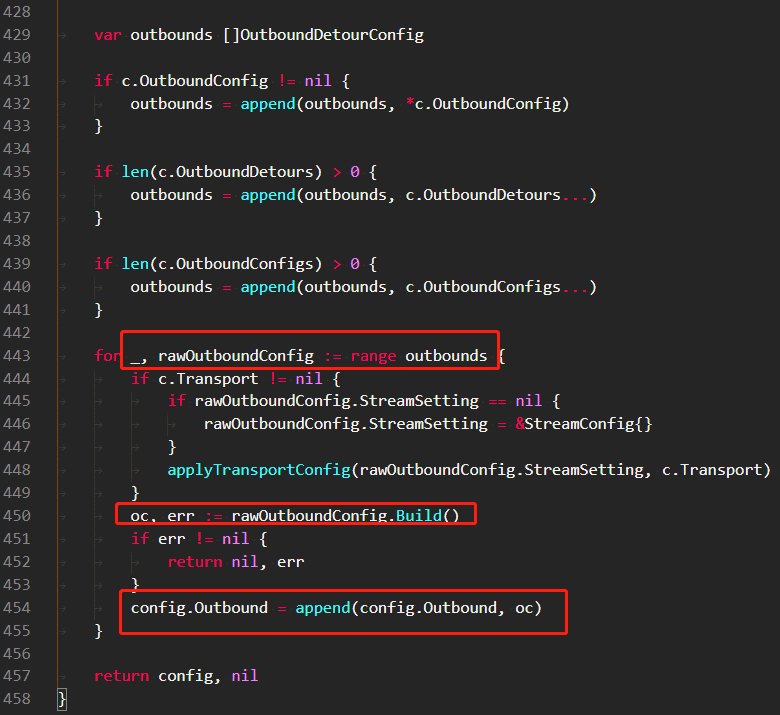 428
429 var outbounds []OutboundDetourConfig
430
431 if c.OutboundConfig != nil {
432 outbounds = append(outbounds, *c.OutboundConfig)
433 }
434
435 if len(c.OutboundDetours) > 0 {
436 outbounds = append(outbounds, c.OutboundDetours...)
437 }
438
439 if len(c.OutboundConfigs) > 0 {
440 outbounds = append(outbounds, c.OutboundConfigs...)
441 }
442
443 for _, rawOutboundConfig := range outbounds {
444 if c.Transport != nil {
445 if rawOutboundConfig.StreamSetting == nil {
446 rawOutboundConfig.StreamSetting = &StreamConfig{}
447 }
448 applyTransportConfig(rawOutboundConfig.StreamSetting, c.Transport)
449 }
450 oc, err := rawOutboundConfig.Build()
451 if err != nil {
452 return nil, err
453 }
454 config.Outbound = append(config.Outbound, oc)
455 }
456
457 return config, nil
458 }